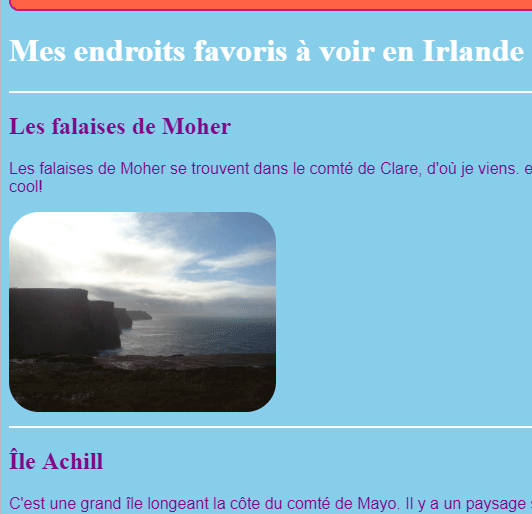 Mes endroits favoris à voir en Irlande
Les falaises de Moher
Les falaises de Moher se trouvent dans le comté de Clare, d'où je viens. e
cool!
Île Achill
C'est une grand île longeant la côte du comté de Mayo. Il y a un paysage